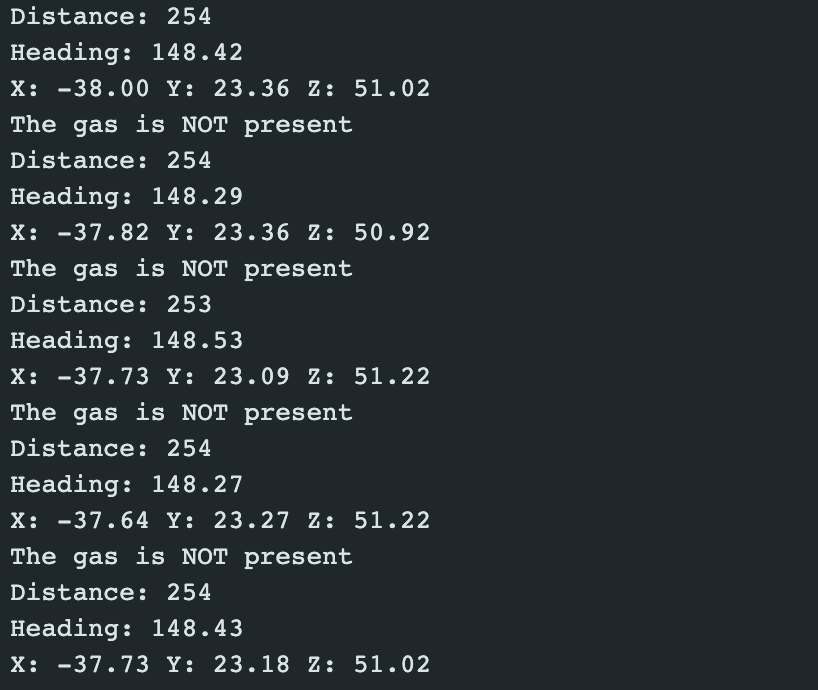 Distance: 254
Heading: 148.42
X: -38.00 Y: 23.36 Z: 51.02
The gas is NOT present
Distance: 254
Heading: 148.29
X: -37.82 Y: 23.36 Z: 50.92
The gas is NOT present
Distance: 253
Heading: 148.53
X: -37.73 Y: 23.09 Z: 51.22
The gas is NOT present
Distance: 254
Heading: 148.27
X: -37.64 Y: 23.27 Z: 51.22
The gas is NOT present
Distance: 254
Heading: 148.43
X: -37.73 Y: 23.18 Z: 51.02